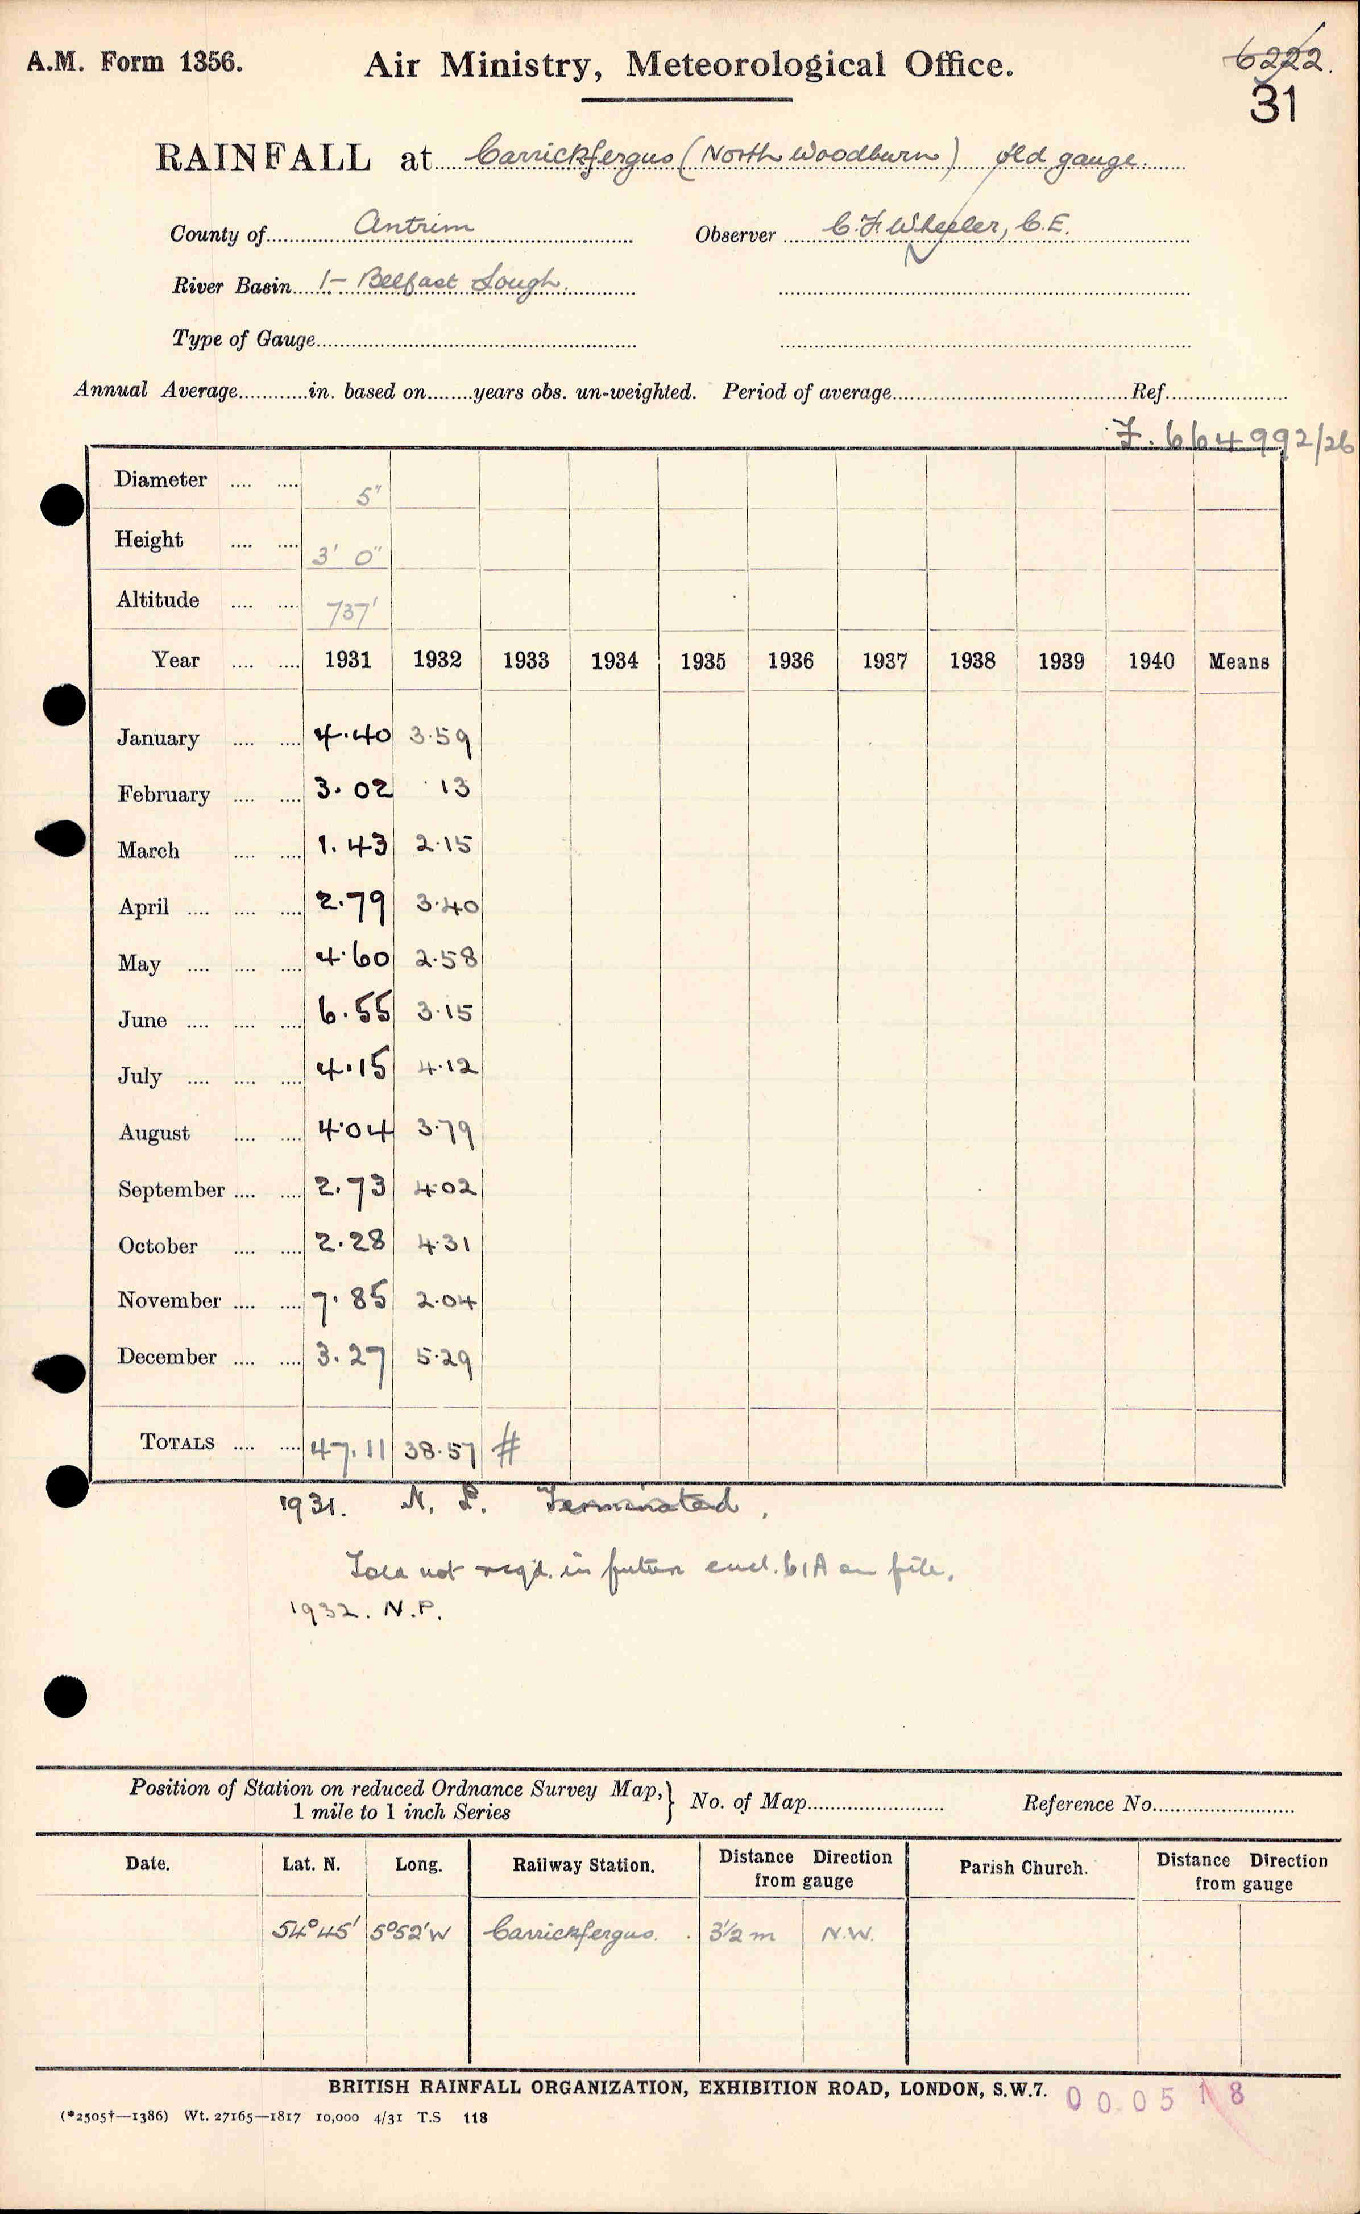 A.M. Form 1356. Air Ministry, Meteorological Office. 6222.
31
RAINFALL at Carrickfergus (North Woodburn) old gauge
County of Antrim Observer C. F. Wheeler, C.E.
River Basin 1- Belfast Lough.
Type of Gauge
Annual Average in. based on years obs. un-weighted. Period of average Ref.
664992/26
Diameter 5"
Height 3' 0"
Altitude 737'
Year 1931 1932 1933 1934 1935 1936 1937 1938 1939 1940 Means
January 4.40 3.59
February 3.02 .13
March 1.43 2.15
April 2.79 3.40
May 4.60 2.58
June 6.55 3.15
July 4.15 4.12
August 4.04 3.79
September 2.73 4.02
October 2.28 4.31
November 7.85 2.04
December 3.27 5.29
TOTALS 47.11 38.57 #
1931. N. P. Terminated.
not reqd. in future encl. 61A on file.
1932. N.P.
Position of Station on reduced Ordnance Survey Map, } No. of Map Reference No.
1 mile to 1 inch Series
Date. Lat. N. Long. Railway Station. Distance Direction from gauge Parish Church. Distance Direction from gauge
54°45' 5°52'W Carrickfergus. 3½ m N.W.
BRITISH RAINFALL ORGANIZATION, EXHIBITION ROAD, LONDON, S.W.7. 000518
(*2505†—1386) Wt. 27165—1817 10,000 4/31 T.S 118